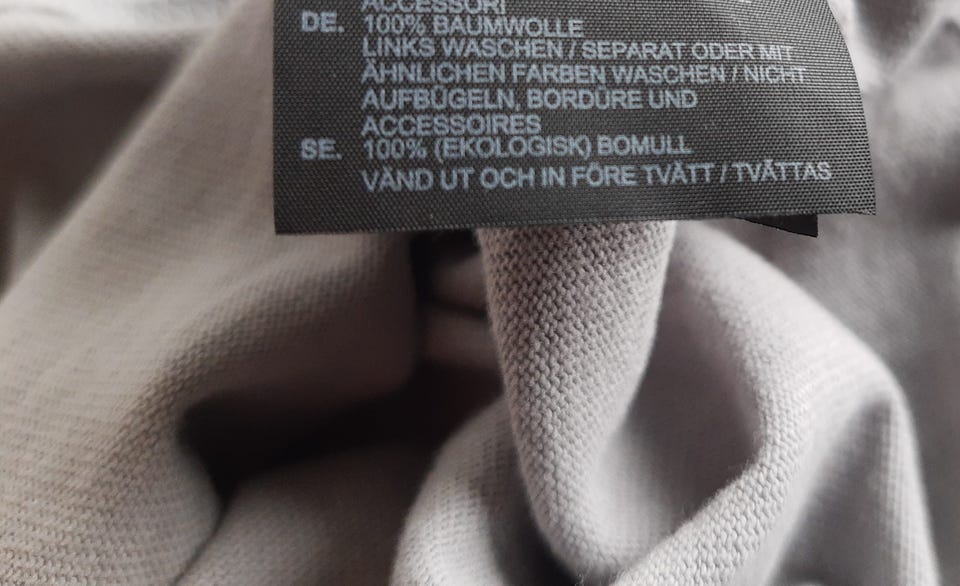 ACCESSORI
DE. 100% BAUMWOLLE
LINKS WASCHEN / SEPARAT ODER MIT
ÄHNLICHEN FARBEN WASCHEN / NICHT
AUFBÜGELN, BORDÜRE UND
ACCESSOIRES
SE. 100% (EKOLOGISK) BOMULL
VÄND UT OCH IN FÖRE TVÄTT / TVÄTTAS